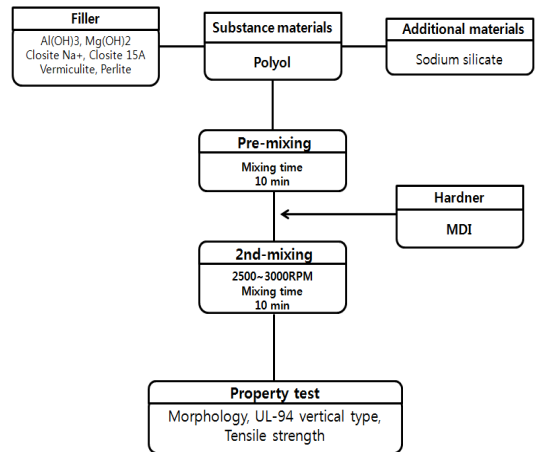 Filler
Al(OH)3, Mg(OH)2
Closite Na+, Closite 15A
Vermiculite, Perlite
Substance materials
Polyol
Additional materials
Sodium silicate
Pre-mixing
Mixing time
10 min
Hardner
MDI
2nd-mixing
2500~3000RPM
Mixing time
10 min
Property test
Morphology, UL-94 vertical type,
Tensile strength